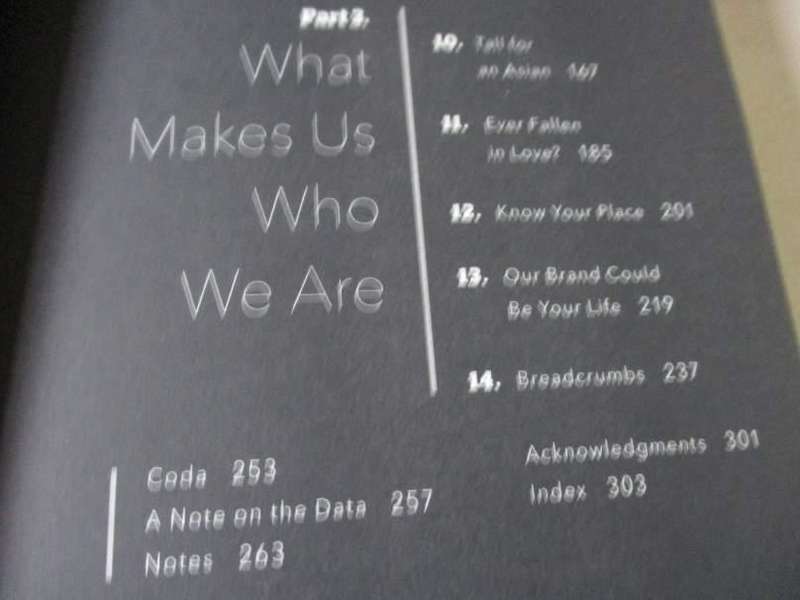 Part 3.
What
Makes Us
Who
We Are
10. Tall for
an Asian 167
11. Ever Fallen
in Love? 185
12. Know Your Place 201
13. Our Brand Could
Be Your Life 219
14. Breadcrumbs 237
Coda 253
A Note on the Data 257
Notes 263
Acknowledgments 301
Index 303